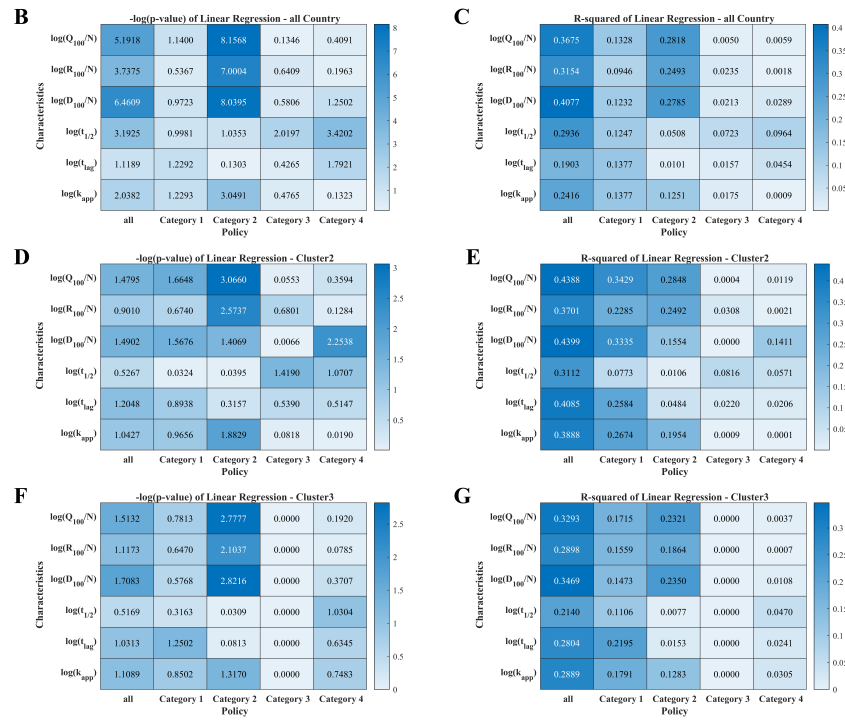 B
-log(p-value) of Linear Regression - all Country
Characteristics
log(Q100/N) 5.1918 1.1400 8.1568 0.1346 0.4091
log(R100/N) 3.7375 0.5367 7.0004 0.6409 0.1963
log(D100/N) 6.4609 0.9723 8.0395 0.5806 1.2502
log(t1/2) 3.1925 0.9981 1.0353 2.0197 3.4202
log(tlag) 1.1189 1.2292 0.1303 0.4265 1.7921
log(kapp) 2.0382 1.2293 3.0491 0.4765 0.1323
all Category 1 Category 2 Category 3 Category 4
Policy
8
7
6
5
4
3
2
1
C
R-squared of Linear Regression - all Country
Characteristics
log(Q100/N) 0.3675 0.1328 0.2818 0.0050 0.0059
log(R100/N) 0.3154 0.0946 0.2493 0.0235 0.0018
log(D100/N) 0.4077 0.1232 0.2785 0.0213 0.0289
log(t1/2) 0.2936 0.1247 0.0508 0.0723 0.0964
log(tlag) 0.1903 0.1377 0.0101 0.0157 0.0454
log(kapp) 0.2416 0.1377 0.1251 0.0175 0.0009
all Category 1 Category 2 Category 3 Category 4
Policy
0.4
0.35
0.3
0.25
0.2
0.15
0.1
0.05
D
-log(p-value) of Linear Regression - Cluster2
Characteristics
log(Q100/N) 1.4795 1.6648 3.0660 0.0553 0.3594
log(R100/N) 0.9010 0.6740 2.5737 0.6801 0.1284
log(D100/N) 1.4902 1.5676 1.4069 0.0066 2.2538
log(t1/2) 0.5267 0.0324 0.0395 1.4190 1.0707
log(tlag) 1.2048 0.8938 0.3157 0.5390 0.5147
log(kapp) 1.0427 0.9656 1.8829 0.0818 0.0190
all Category 1 Category 2 Category 3 Category 4
Policy
3
2.5
2
1.5
1
0.5
E
R-squared of Linear Regression - Cluster2
Characteristics
log(Q100/N) 0.4388 0.3429 0.2848 0.0004 0.0119
log(R100/N) 0.3701 0.2285 0.2492 0.0308 0.0021
log(D100/N) 0.4399 0.3335 0.1554 0.0000 0.1411
log(t1/2) 0.3112 0.0773 0.0106 0.0816 0.0571
log(tlag) 0.4085 0.2584 0.0484 0.0220 0.0206
log(kapp) 0.3888 0.2674 0.1954 0.0009 0.0001
all Category 1 Category 2 Category 3 Category 4
Policy
0.4
0.35
0.3
0.25
0.2
0.15
0.1
0.05
F
-log(p-value) of Linear Regression - Cluster3
Characteristics
log(Q100/N) 1.5132 0.7813 2.7777 0.0000 0.1920
log(R100/N) 1.1173 0.6470 2.1037 0.0000 0.0785
log(D100/N) 1.7083 0.5768 2.8216 0.0000 0.3707
log(t1/2) 0.5169 0.3163 0.0309 0.0000 1.0304
log(tlag) 1.0313 1.2502 0.0813 0.0000 0.6345
log(kapp) 1.1089 0.8502 1.3170 0.0000 0.7483
all Category 1 Category 2 Category 3 Category 4
Policy
2.5
2
1.5
1
0.5
0
G
R-squared of Linear Regression - Cluster3
Characteristics
log(Q100/N) 0.3293 0.1715 0.2321 0.0000 0.0037
log(R100/N) 0.2898 0.1559 0.1864 0.0000 0.0007
log(D100/N) 0.3469 0.1473 0.2350 0.0000 0.0108
log(t1/2) 0.2140 0.1106 0.0077 0.0000 0.0470
log(tlag) 0.2804 0.2195 0.0153 0.0000 0.0241
log(kapp) 0.2889 0.1791 0.1283 0.0000 0.0305
all Category 1 Category 2 Category 3 Category 4
Policy
0.3
0.25
0.2
0.15
0.1
0.05
0